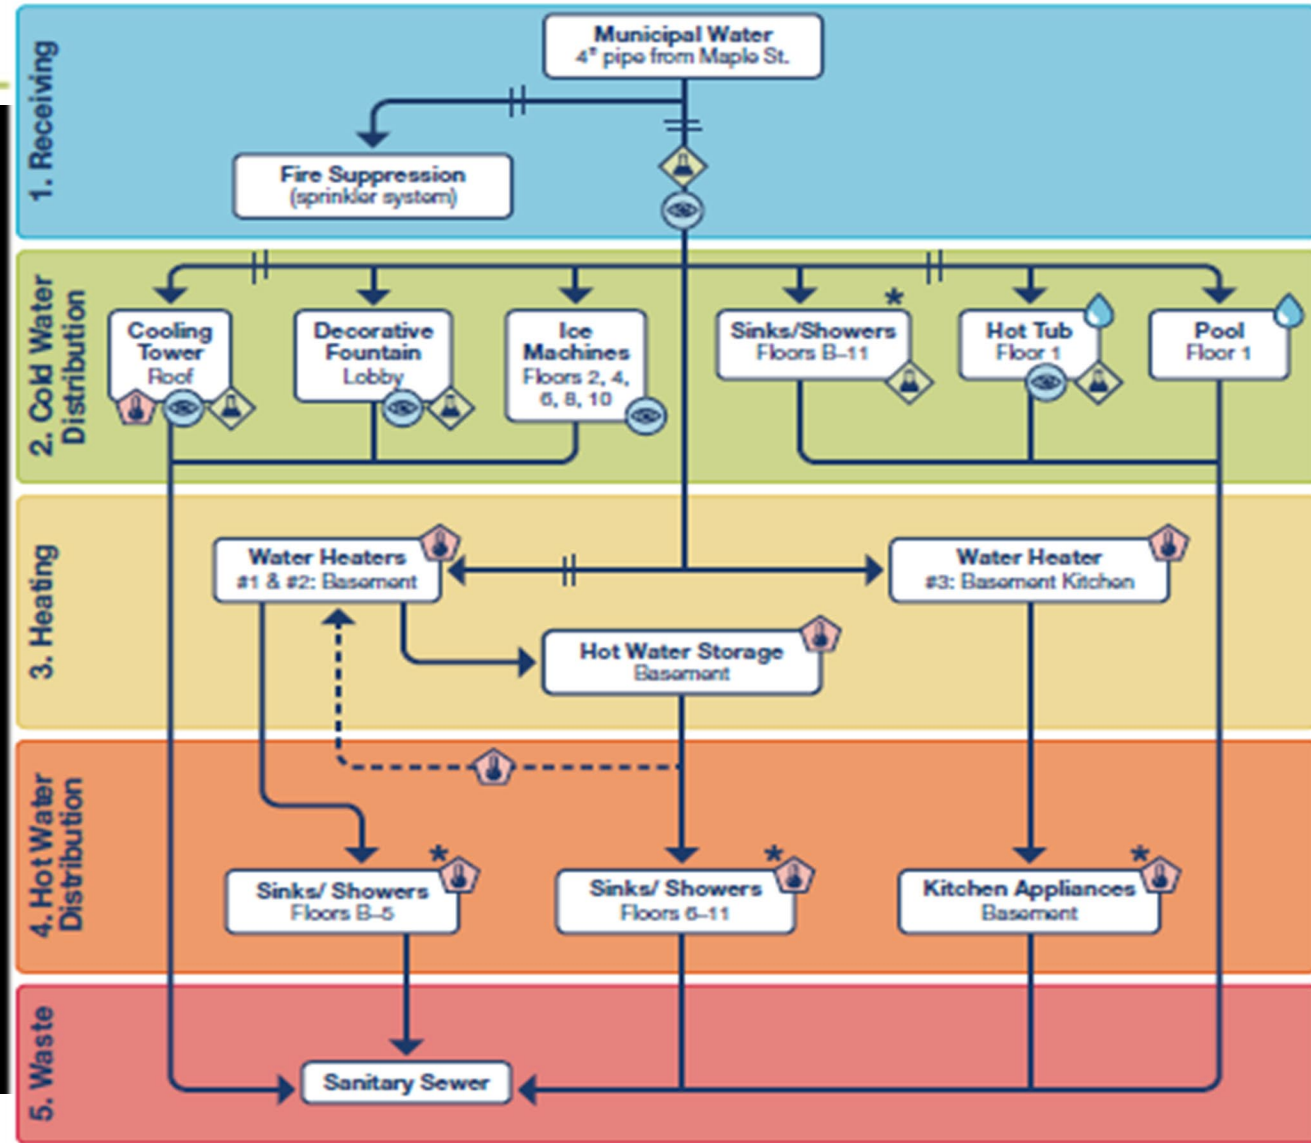 1. Receiving
Municipal Water
4" pipe from Maple St.
Fire Suppression
(sprinkler system)
2. Cold Water
Distribution
Cooling
Tower
Roof
Decorative
Fountain
Lobby
Ice
Machines
Floors 2, 4,
6, 8, 10
*
Sinks/Showers
Floors B–11
Hot Tub
Floor 1
Pool
Floor 1
3. Heating
Water Heaters
#1 & #2: Basement
Water Heater
#3: Basement Kitchen
Hot Water Storage
Basement
4. Hot Water
Distribution
*
Sinks/ Showers
Floors B–5
*
Sinks/ Showers
Floors 6–11
*
Kitchen Appliances
Basement
5. Waste
Sanitary Sewer